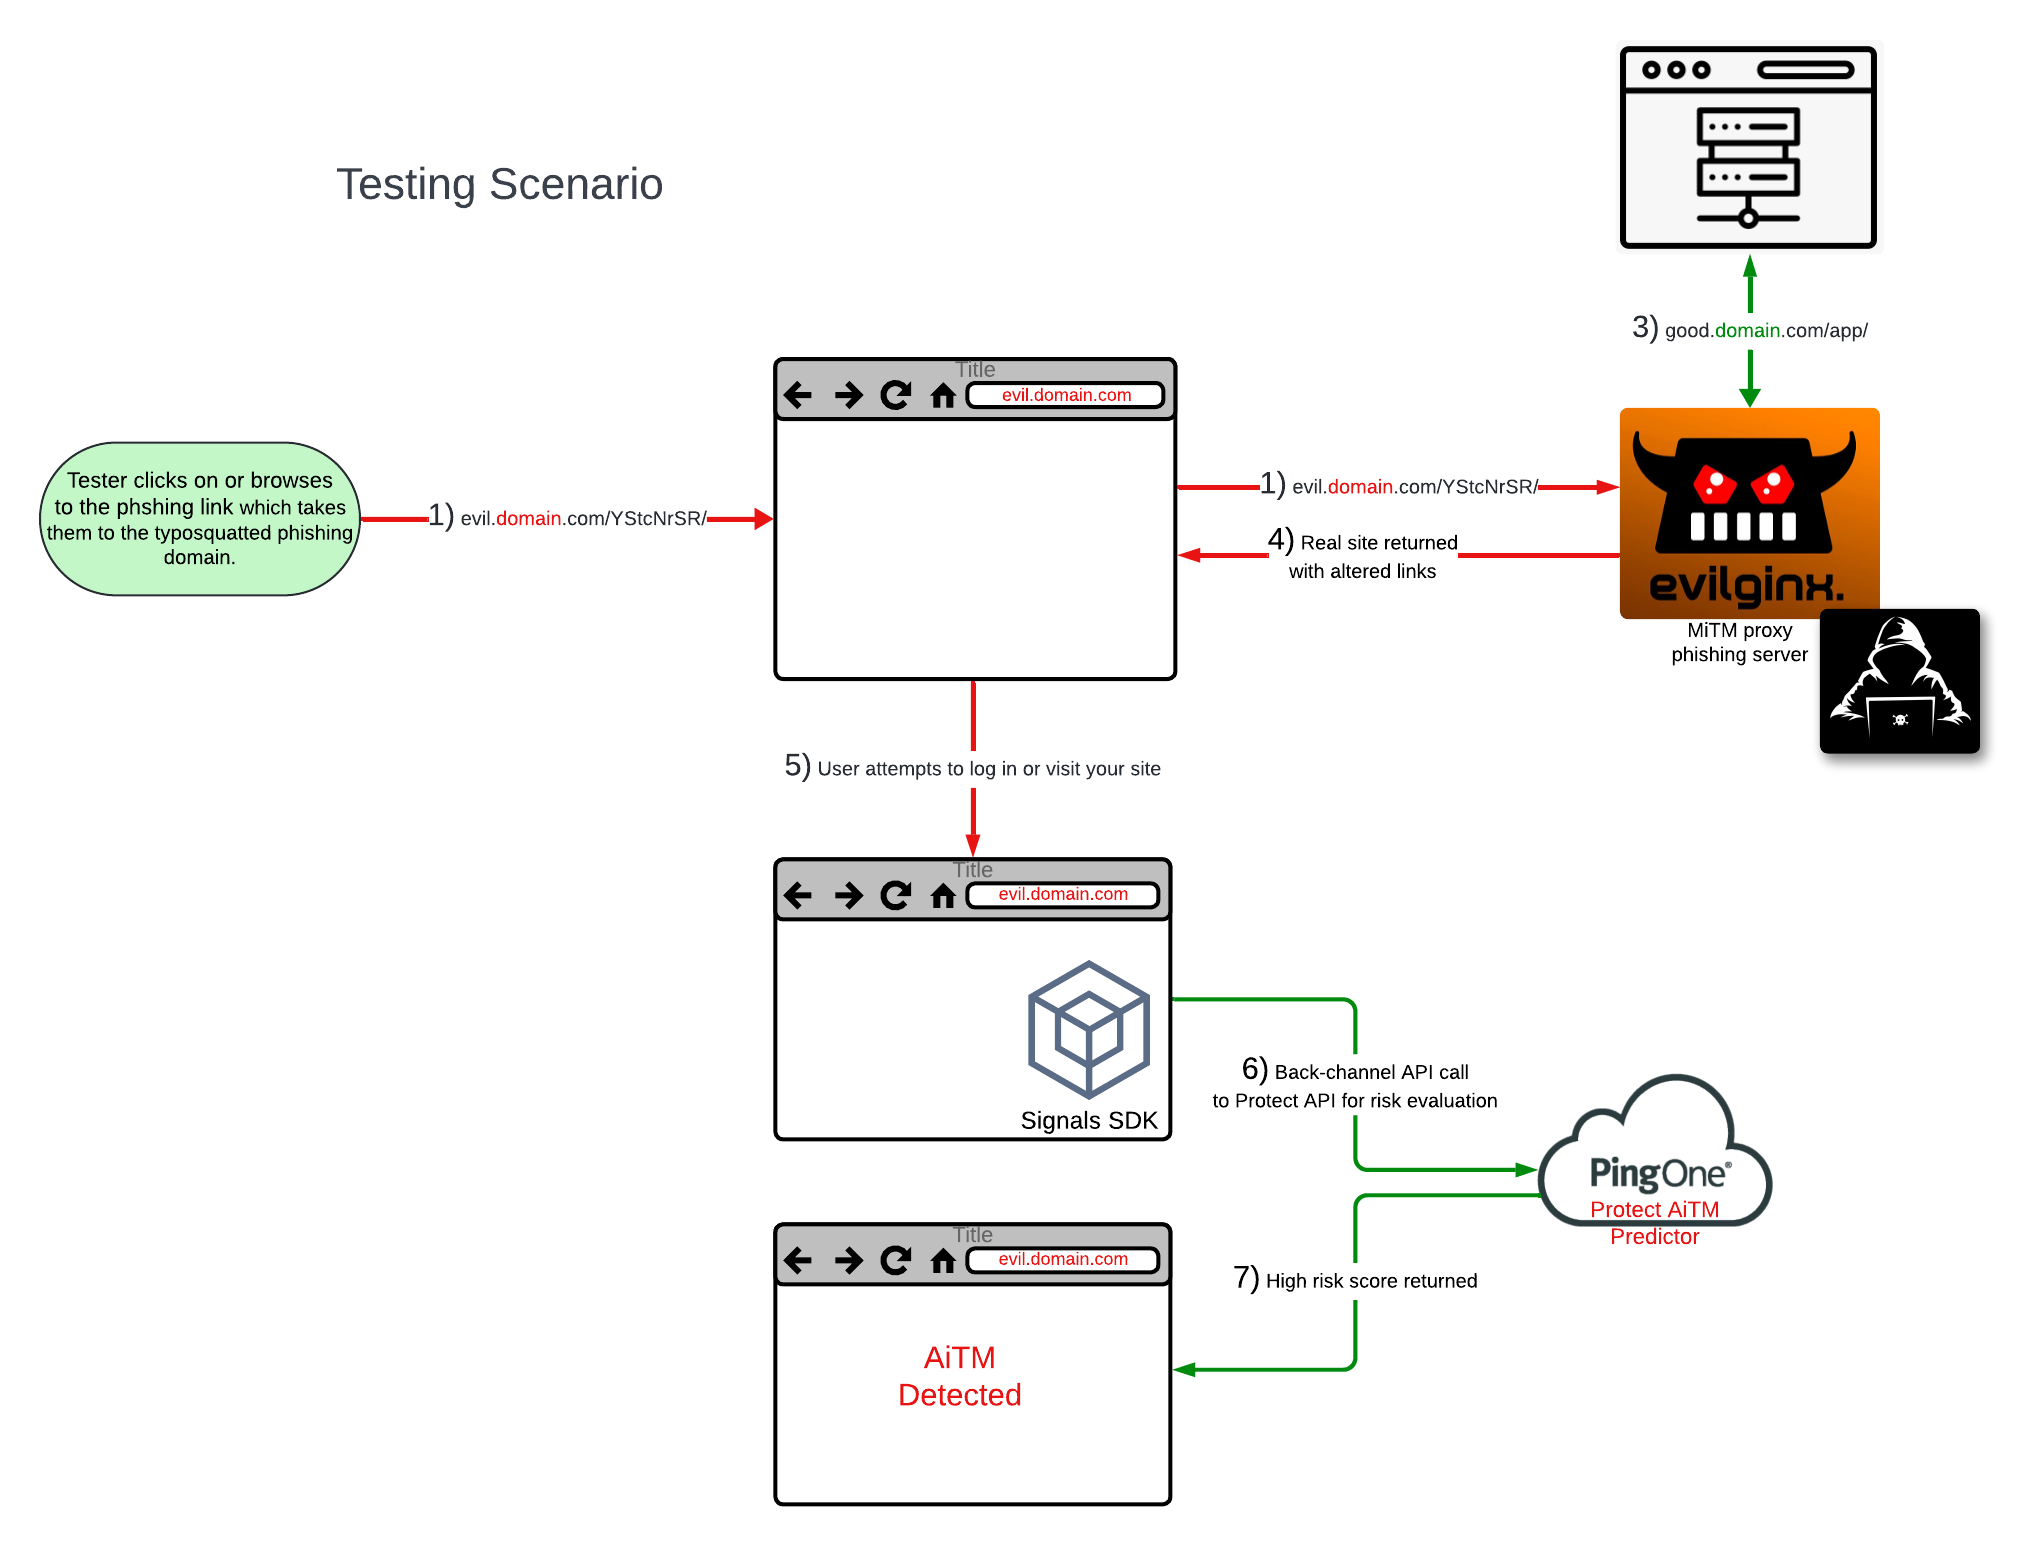 Testing Scenario
3) good.domain.com/app/
Title
evil.domain.com
Tester clicks on or browses
to the phshing link which takes
them to the typosquatted phishing
domain.
1) evil.domain.com/YStcNrSR/
1) evil.domain.com/YStcNrSR/
4) Real site returned
with altered links
evilginx.
MiTM proxy
phishing server
5) User attempts to log in or visit your site
Title
evil.domain.com
Signals SDK
6) Back-channel API call
to Protect API for risk evaluation
PingOne®
Protect AiTM
Predictor
Title
evil.domain.com
7) High risk score returned
AiTM
Detected